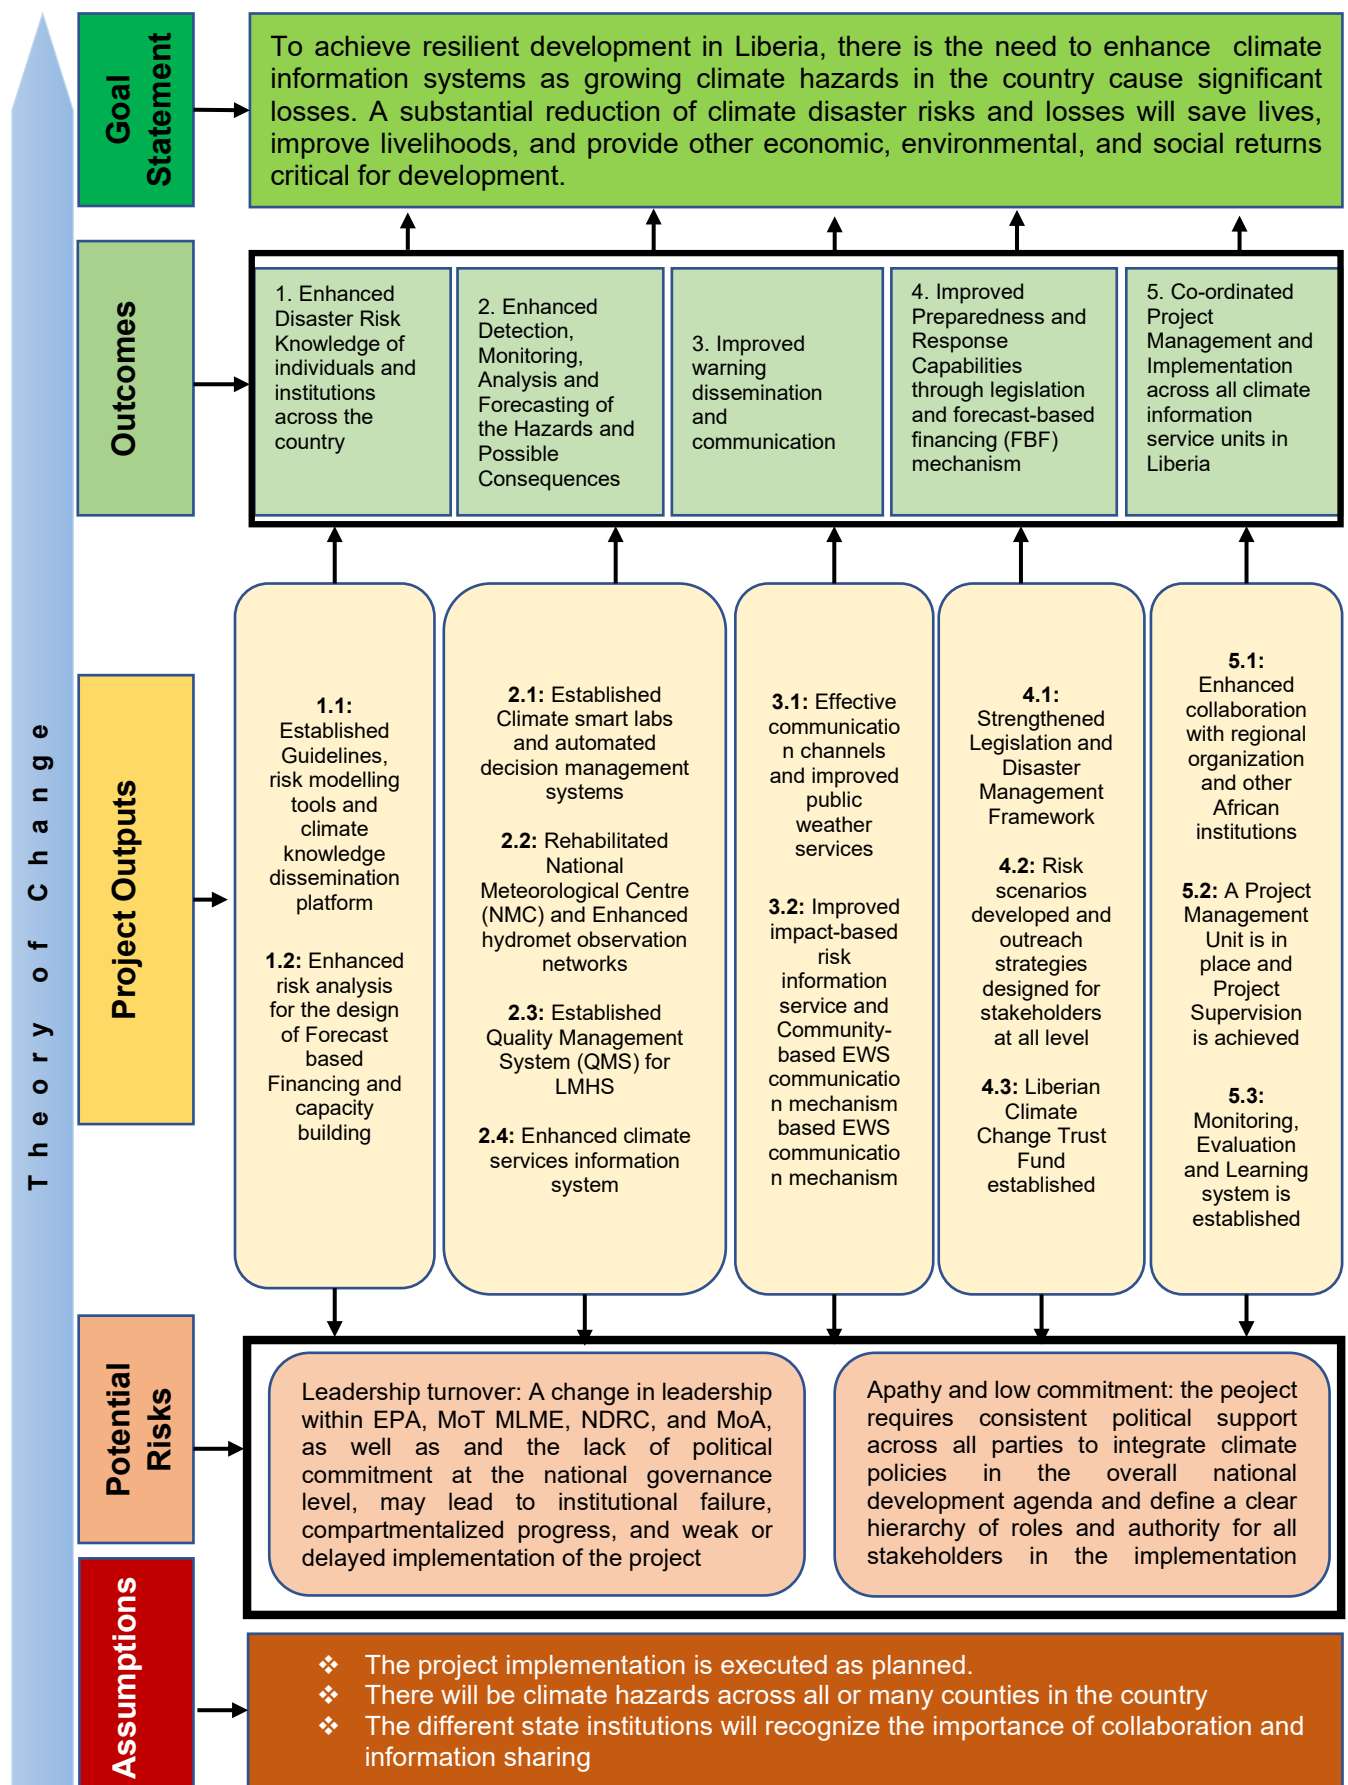 Theory of Change
Goal
Statement
To achieve resilient development in Liberia, there is the need to enhance climate
information systems as growing climate hazards in the country cause significant
losses. A substantial reduction of climate disaster risks and losses will save lives,
improve livelihoods, and provide other economic, environmental, and social returns
critical for development.
Outcomes
1. Enhanced
Disaster Risk
Knowledge of
individuals and
institutions
across the
country
2. Enhanced
Detection,
Monitoring,
Analysis and
Forecasting of
the Hazards and
Possible
Consequences
3. Improved
warning
dissemination
and
communication
4. Improved
Preparedness and
Response
Capabilities
through legislation
and forecast-based
financing (FBF)
mechanism
5. Co-ordinated
Project
Management and
Implementation
across all climate
information
service units in
Liberia
Project Outputs
1.1:
Established
Guidelines,
risk modelling
tools and
climate
knowledge
dissemination
platform
1.2: Enhanced
risk analysis
for the design
of Forecast
based
Financing and
capacity
building
2.1: Established
Climate smart labs
and automated
decision management
systems
2.2: Rehabilitated
National
Meteorological Centre
(NMC) and Enhanced
hydromet observation
networks
2.3: Established
Quality Management
System (QMS) for
LMHS
2.4: Enhanced climate
services information
system
3.1: Effective
communicatio
n channels
and improved
public
weather
services
3.2: Improved
impact-based
risk
information
service and
Community-
based EWS
communicatio
n mechanism
based EWS
communicatio
n mechanism
4.1:
Strengthened
Legislation and
Disaster
Management
Framework
4.2: Risk
scenarios
developed and
outreach
strategies
designed for
stakeholders
at all level
4.3: Liberian
Climate
Change Trust
Fund
established
5.1:
Enhanced
collaboration
with regional
organization
and other
African
institutions
5.2: A Project
Management
Unit is in
place and
Project
Supervision
is achieved
5.3:
Monitoring,
Evaluation
and Learning
system is
established
Potential
Risks
Leadership turnover: A change in leadership
within EPA, MoT MLME, NDRC, and MoA,
as well as and the lack of political
commitment at the national governance
level, may lead to institutional failure,
compartmentalized progress, and weak or
delayed implementation of the project
Apathy and low commitment: the peoject
requires consistent political support
across all parties to integrate climate
policies in the overall national
development agenda and define a clear
hierarchy of roles and authority for all
stakeholders in the implementation
Assumptions
❖ The project implementation is executed as planned.
❖ There will be climate hazards across all or many counties in the country
❖ The different state institutions will recognize the importance of collaboration and
information sharing